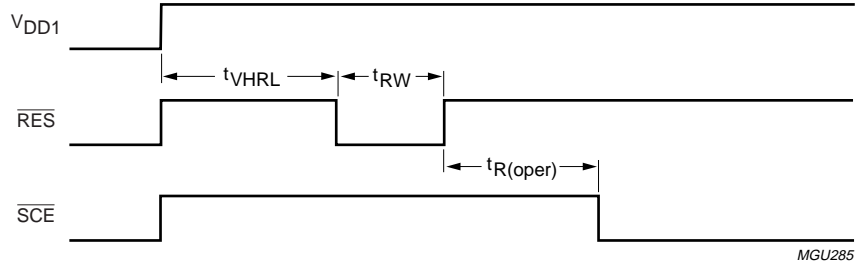 VDD1
tVHRL
tRW
RES
tR(oper)
SCE
MGU285